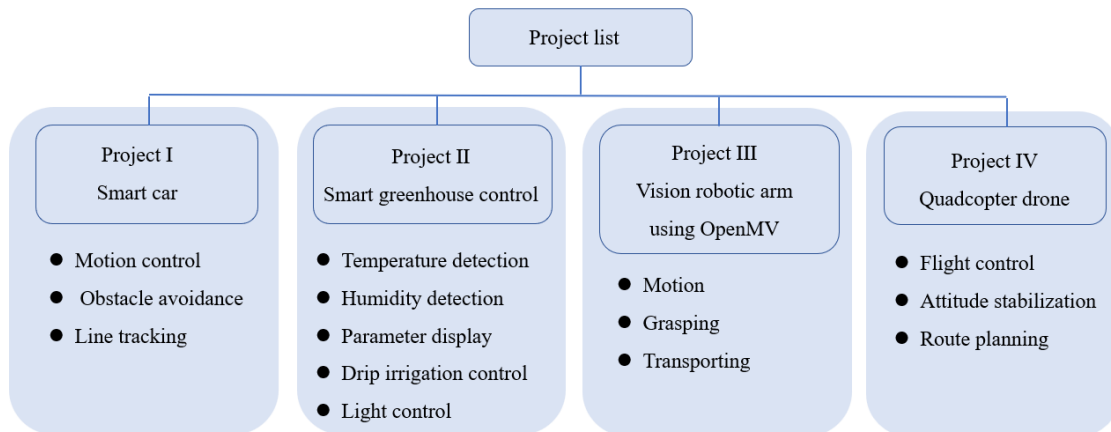 Project list
Project I
Smart car
● Motion control
● Obstacle avoidance
● Line tracking
Project II
Smart greenhouse control
● Temperature detection
● Humidity detection
● Parameter display
● Drip irrigation control
● Light control
Project III
Vision robotic arm
using OpenMV
● Motion
● Grasping
● Transporting
Project IV
Quadcopter drone
● Flight control
● Attitude stabilization
● Route planning